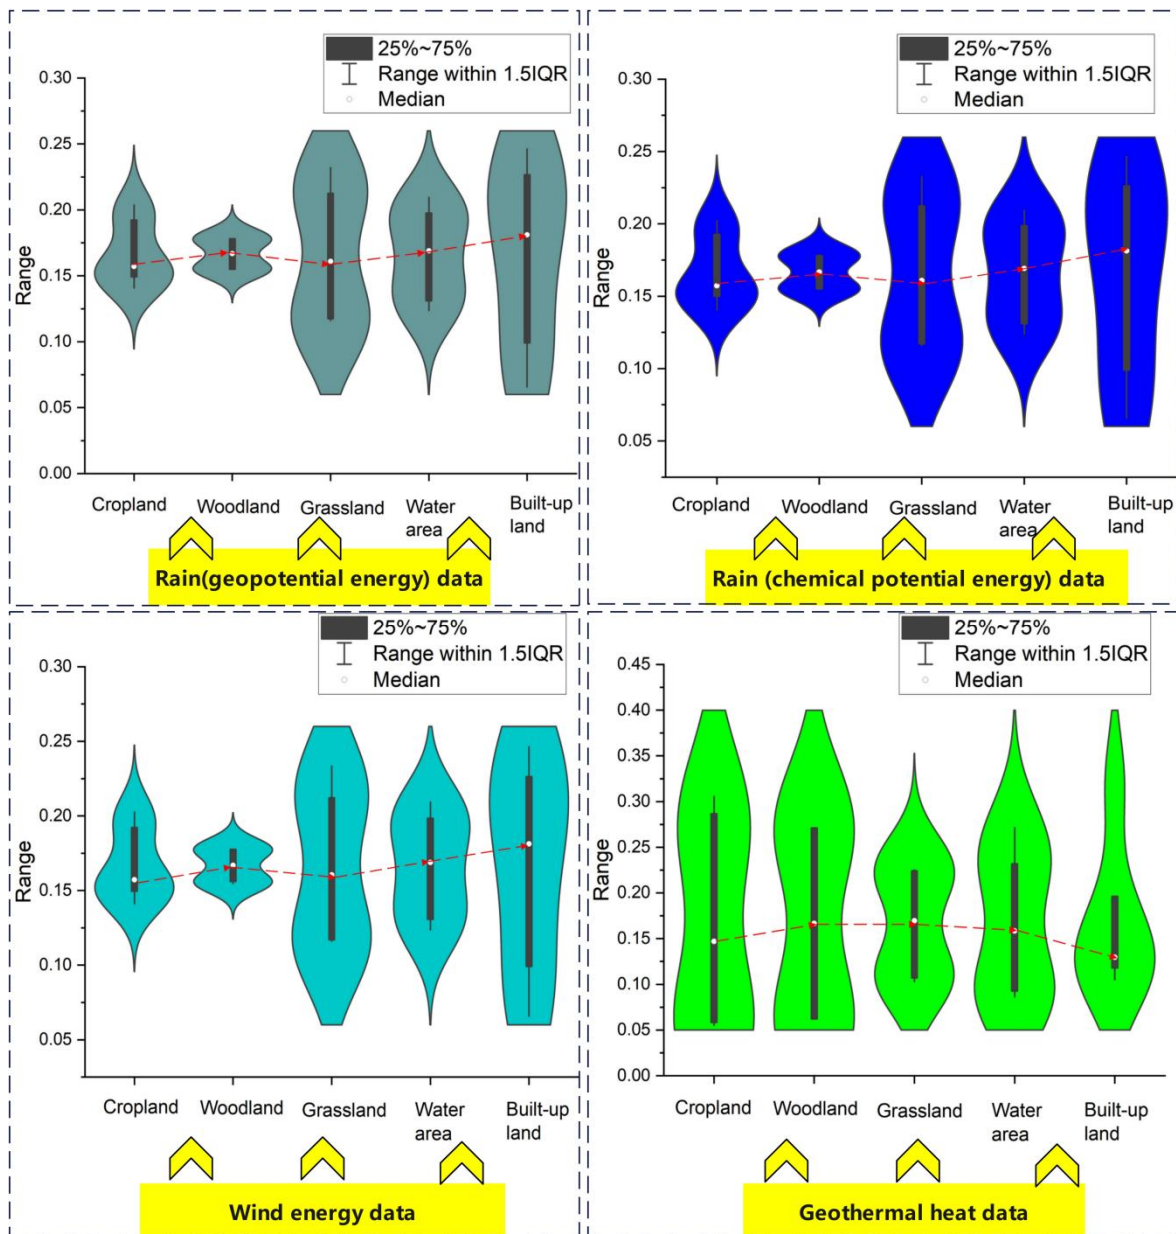 25%~75%
Range within 1.5IQR
Median
0.30
0.25
0.20
0.15
0.10
0.05
0.00
Range
Cropland
Woodland
Grassland
Water
area
Built-up
land
Rain(geopotential energy) data
25%~75%
Range within 1.5IQR
Median
0.30
0.25
0.20
0.15
0.10
0.05
Range
Cropland
Woodland
Grassland
Water
area
Built-up
land
Rain (chemical potential energy) data
25%~75%
Range within 1.5IQR
Median
0.30
0.25
0.20
0.15
0.10
0.05
Range
Cropland
Woodland
Grassland
Water
area
Built-up
land
Wind energy data
25%~75%
Range within 1.5IQR
Median
0.45
0.40
0.35
0.30
0.25
0.20
0.15
0.10
0.05
0.00
Range
Cropland
Woodland
Grassland
Water
area
Built-up
land
Geothermal heat data